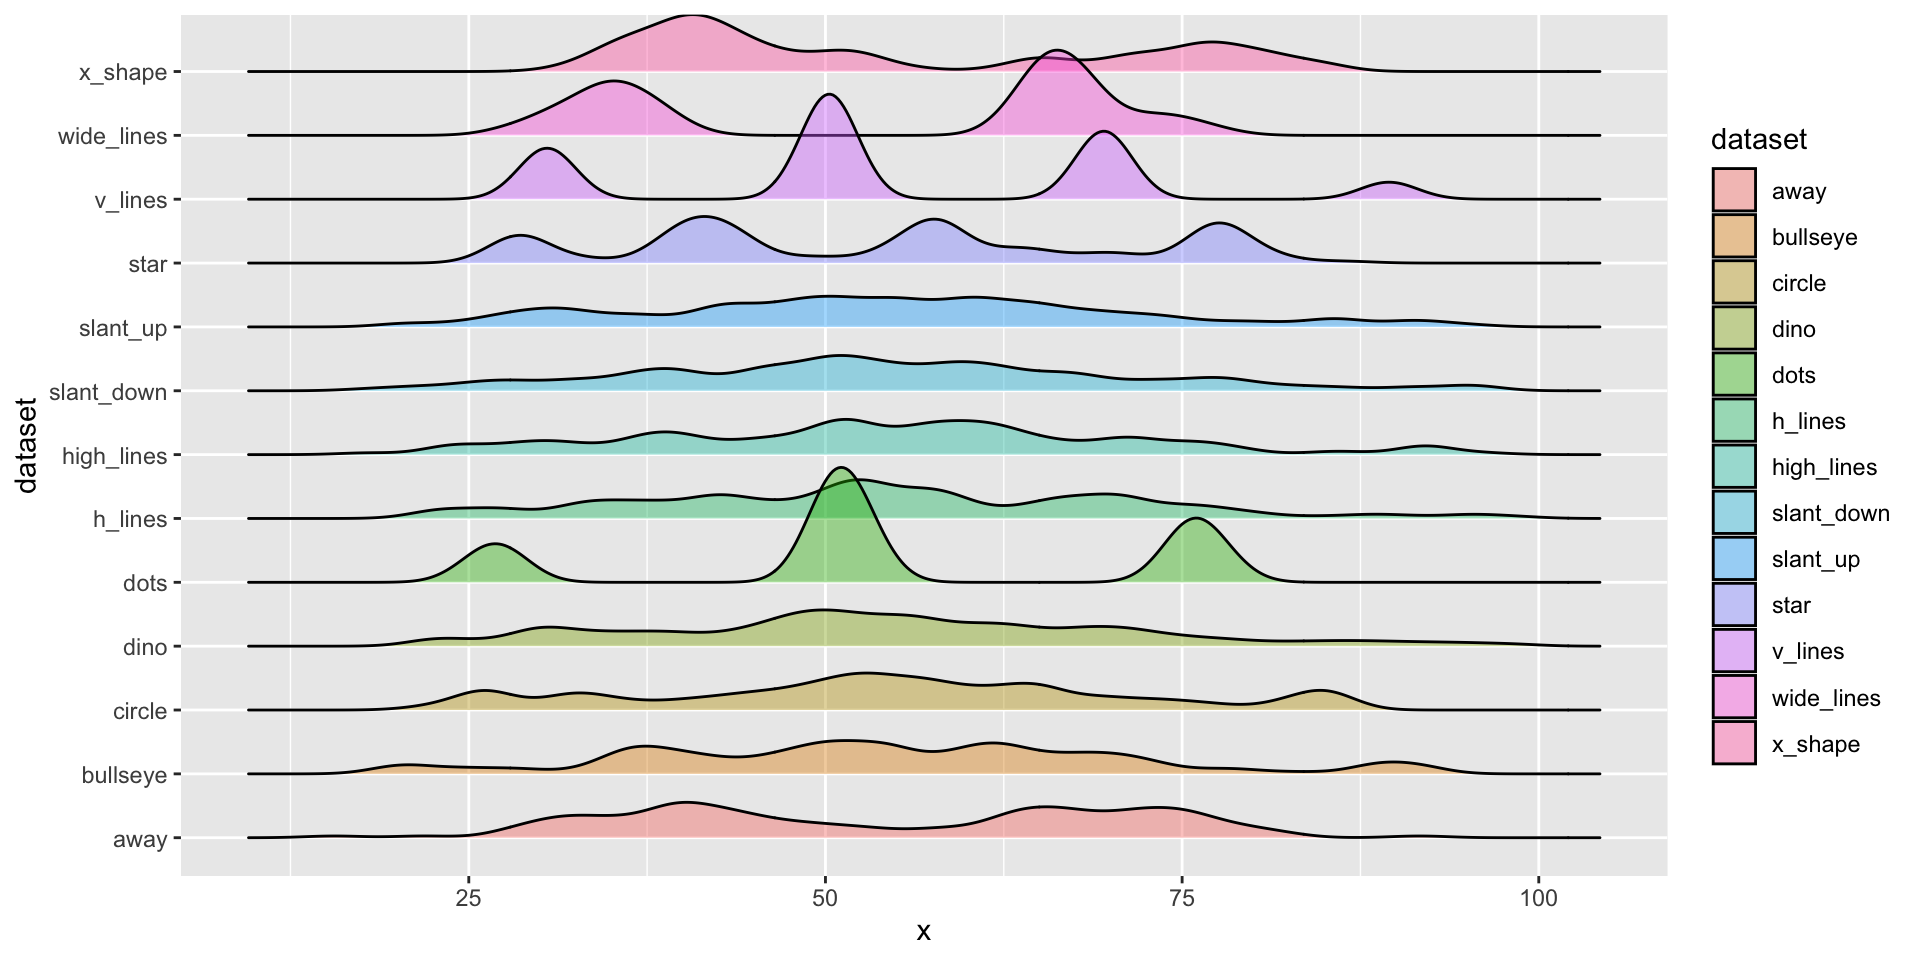 dataset
x_shape
wide_lines
v_lines
star
slant_up
slant_down
high_lines
h_lines
dots
dino
circle
bullseye
away
25 50 75 100
x
dataset
away
bullseye
circle
dino
dots
h_lines
high_lines
slant_down
slant_up
star
v_lines
wide_lines
x_shape